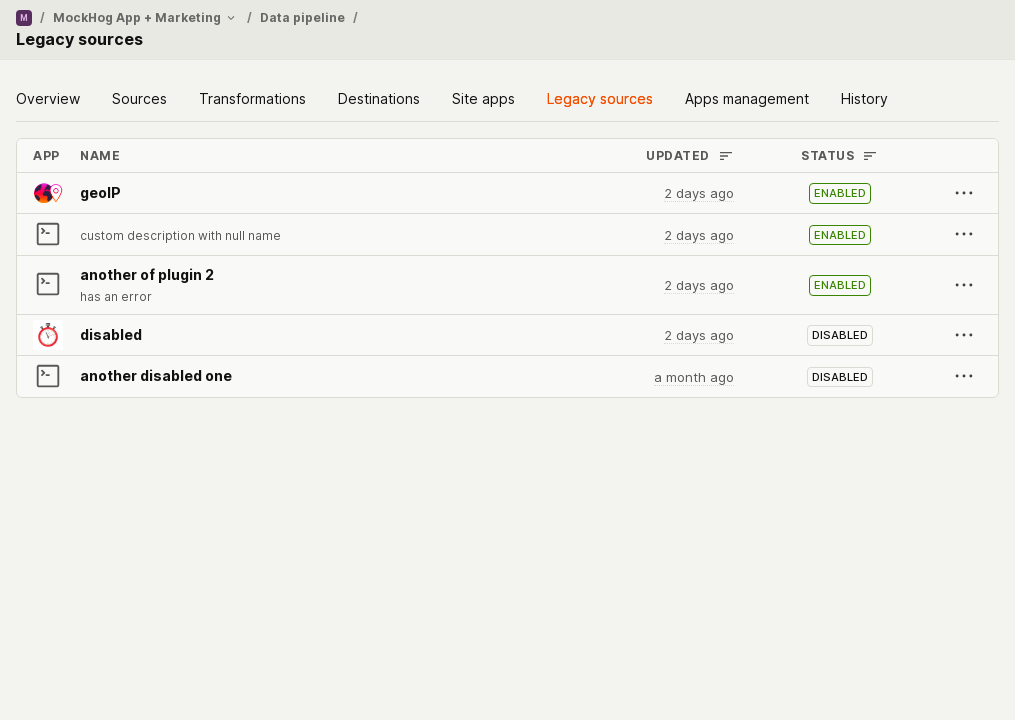 M / MockHog App + Marketing / Data pipeline /
Legacy sources
Overview Sources Transformations Destinations Site apps Legacy sources Apps management History
APP NAME UPDATED STATUS
geoIP 2 days ago ENABLED
custom description with null name 2 days ago ENABLED
another of plugin 2
has an error 2 days ago ENABLED
disabled 2 days ago DISABLED
another disabled one a month ago DISABLED